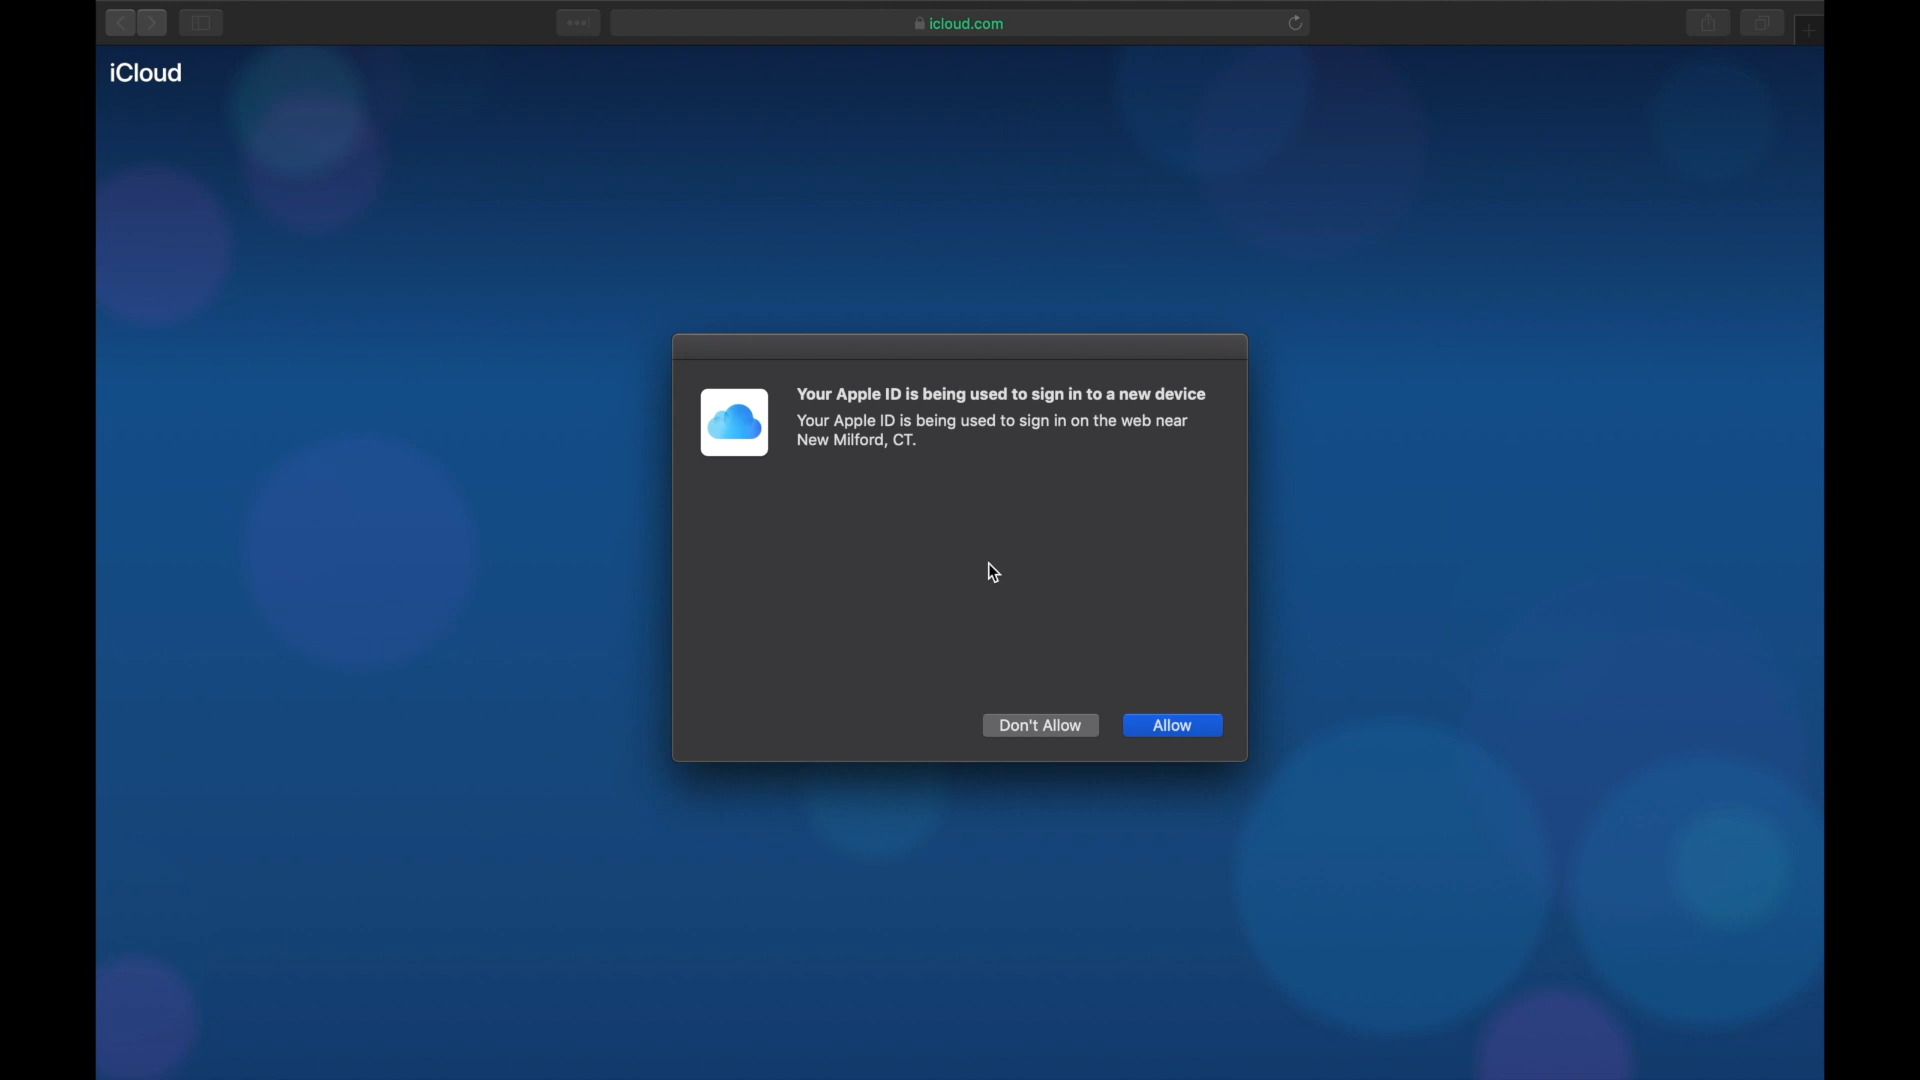 icloud.com
iCloud
Your Apple ID is being used to sign in to a new device
Your Apple ID is being used to sign in on the web near
New Milford, CT.
Don't Allow
Allow